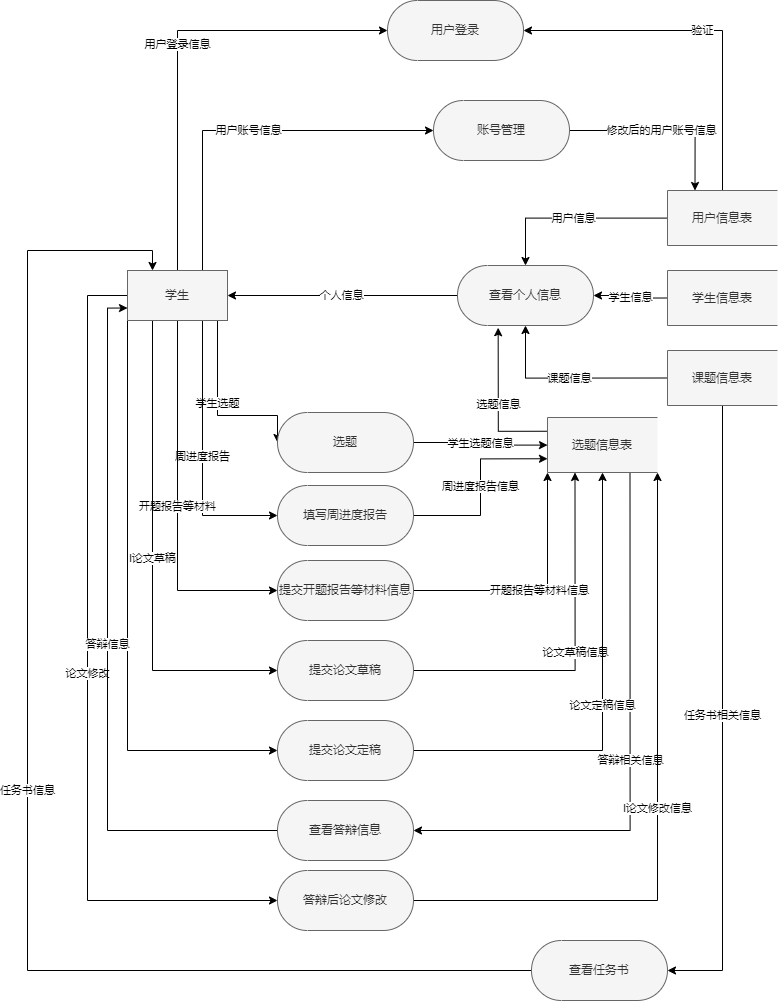 用户登录
验证
用户登录信息
账号管理
用户账号信息
修改后的用户账号信息
用户信息表
用户信息
学生
个人信息
查看个人信息
学生信息
学生信息表
课题信息
课题信息表
学生选题
选题信息
选题
学生选题信息
选题信息表
周进度报告
周进度报告信息
开题报告等材料
填写周进度报告
I论文草稿
提交开题报告等材料信息
开题报告等材料信息
答辩信息
论文草稿信息
论文修改
提交论文草稿
论文定稿信息
任务书相关信息
提交论文定稿
答辩相关信息
任务书信息
I论文修改信息
查看答辩信息
答辩后论文修改
查看任务书